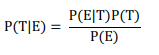 P(T|E) = P(E|T)P(T) / P(E)